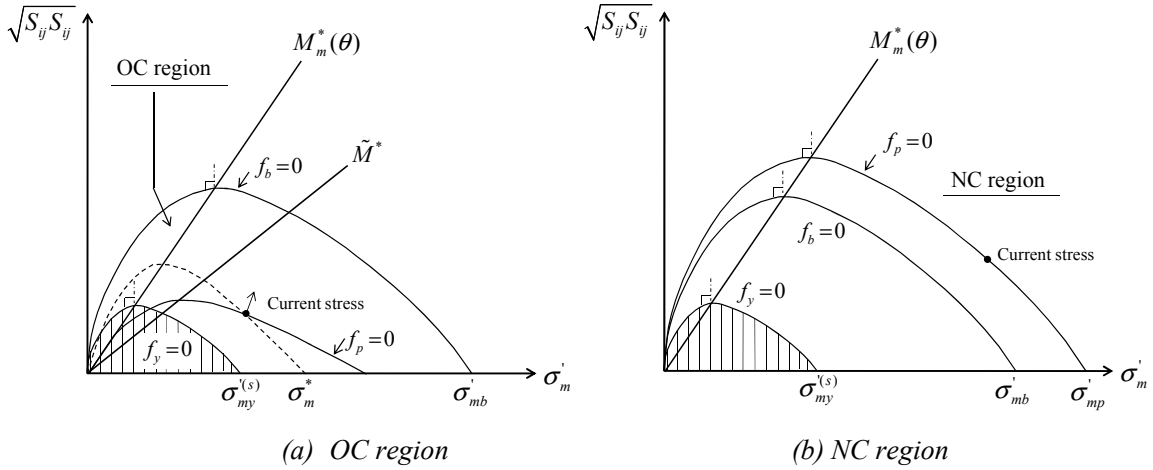 √S_ij S_ij
M*_m(θ)
OC region
M̃*
f_b=0
Current stress
f_y=0
f_p=0
σ'_m
σ'_my^(s)
σ*_m
σ'_mb
(a) OC region
√S_ij S_ij
M*_m(θ)
f_p=0
NC region
f_b=0
Current stress
f_y=0
σ'_m
σ'_my^(s)
σ'_mb
σ'_mp
(b) NC region